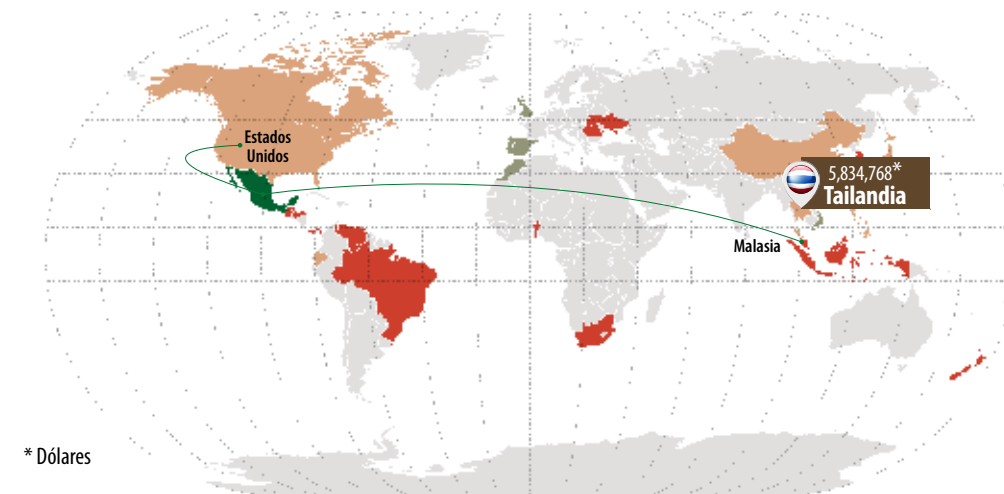 Estados
Unidos
5,834,768*
Tailandia
Malasia
* Dólares